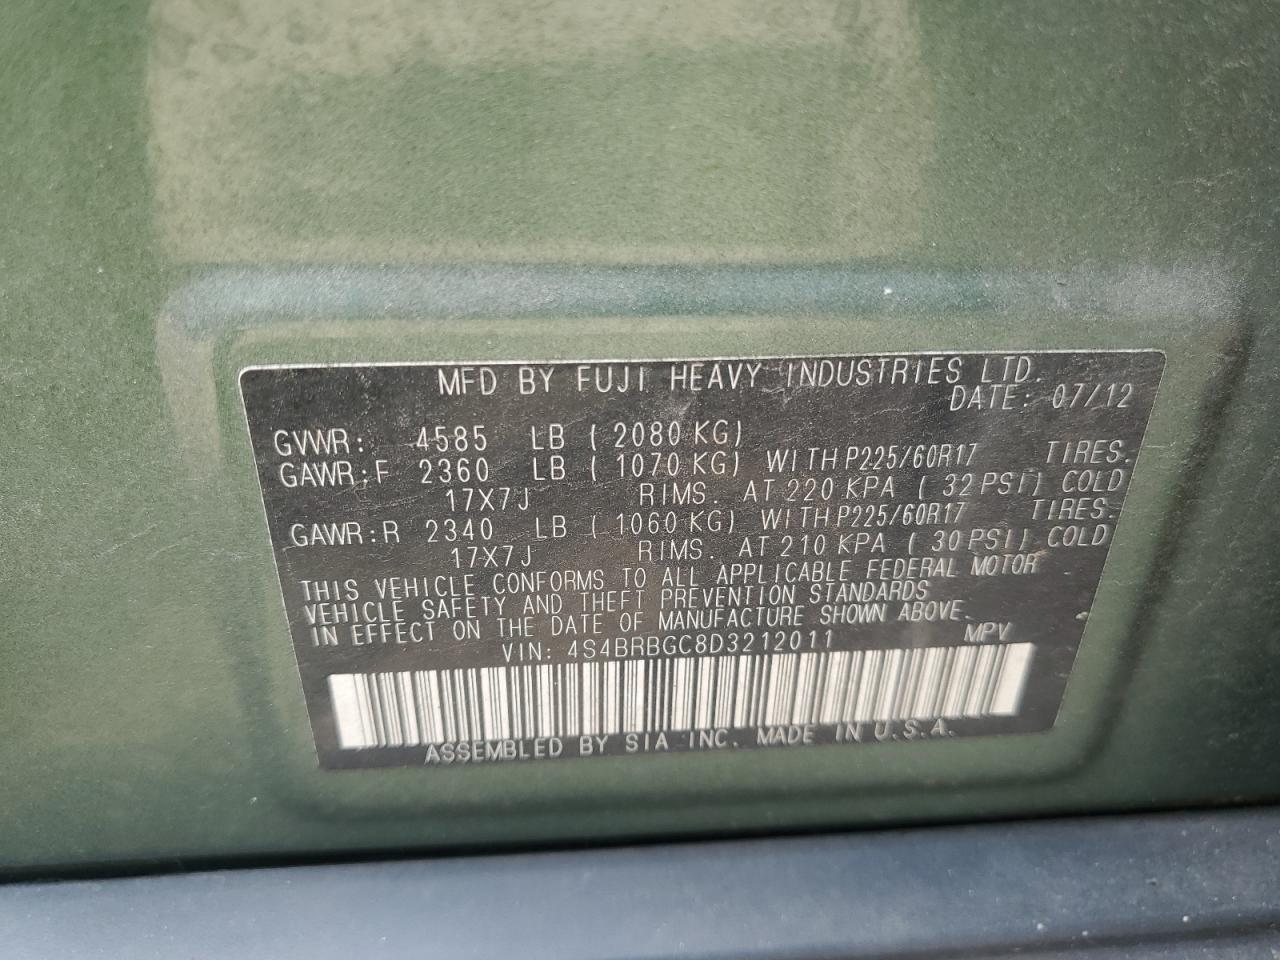 MFD BY FUJI HEAVY INDUSTRIES LTD.
DATE: 07/12
GVWR: 4585 LB (2080 KG)
GAWR:F 2360 LB (1070 KG) WITH P225/60R17 TIRES.
17X7J RIMS. AT 220 KPA (32 PSI) COLD
GAWR:R 2340 LB (1060 KG) WITH P225/60R17 TIRES.
17X7J RIMS. AT 210 KPA (30 PSI) COLD
THIS VEHICLE CONFORMS TO ALL APPLICABLE FEDERAL MOTOR
VEHICLE SAFETY AND THEFT PREVENTION STANDARDS
IN EFFECT ON THE DATE OF MANUFACTURE SHOWN ABOVE.
VIN: 4S4BRBGC8D3212011 MPV
ASSEMBLED BY SIA INC. MADE IN U.S.A.